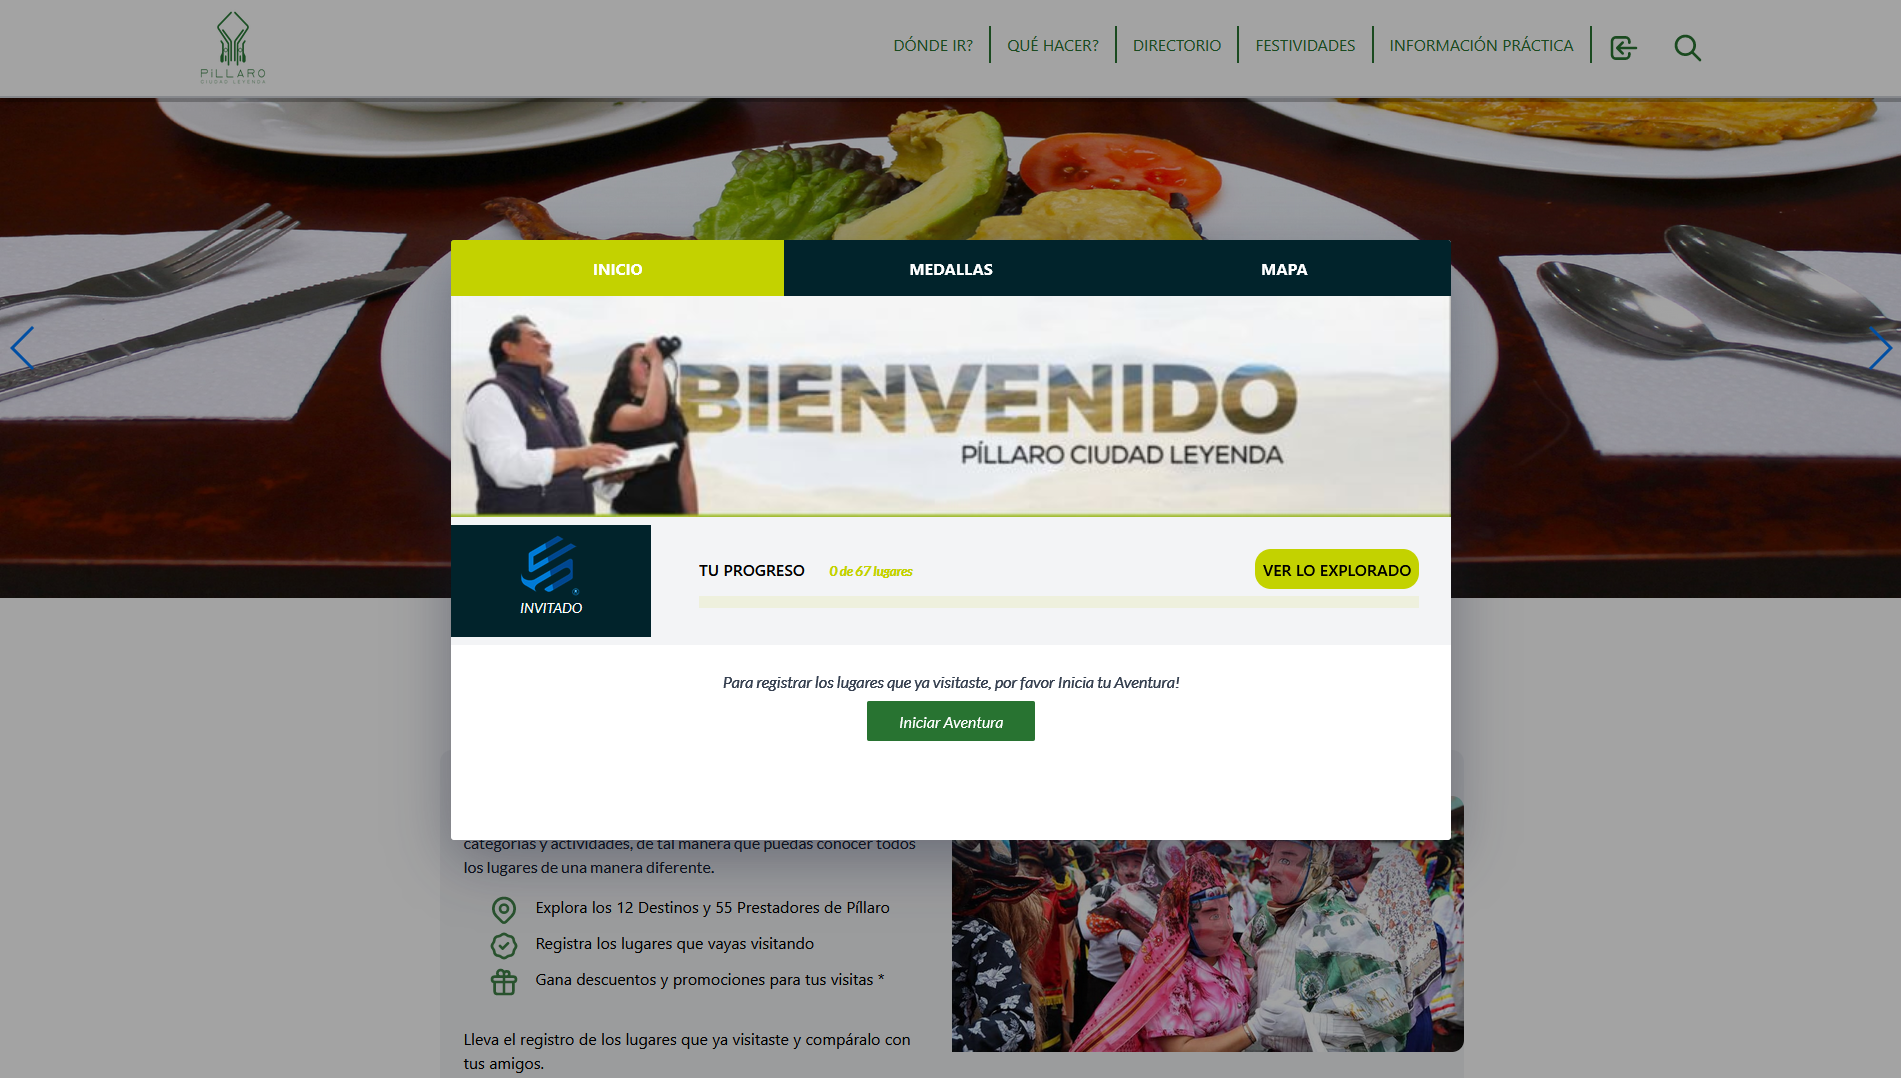 PíLLARO
CIUDAD LEYENDA
DÓNDE IR?
QUÉ HACER?
DIRECTORIO
FESTIVIDADES
INFORMACIÓN PRÁCTICA
INICIO
MEDALLAS
MAPA
BIENVENIDO
PÍLLARO CIUDAD LEYENDA
INVITADO
TU PROGRESO
0 de 67 lugares
VER LO EXPLORADO
Para registrar los lugares que ya visitaste, por favor Inicia tu Aventura!
Iniciar Aventura
categorías y actividades, de tal manera que puedas conocer todos
los lugares de una manera diferente.
Explora los 12 Destinos y 55 Prestadores de Píllaro
Registra los lugares que vayas visitando
Gana descuentos y promociones para tus visitas *
Lleva el registro de los lugares que ya visitaste y compáralo con
tus amigos.